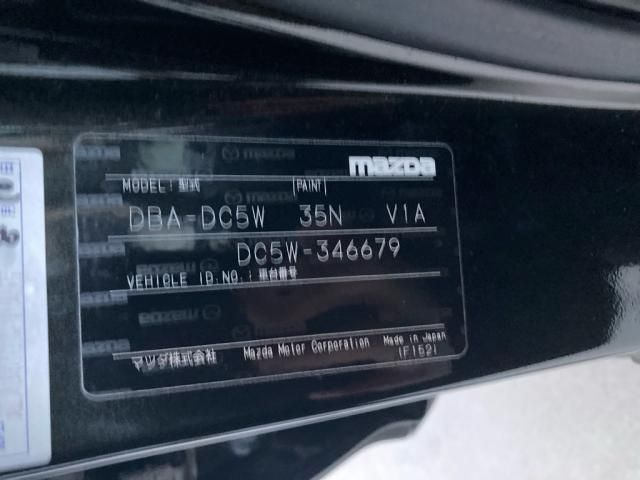 mazda
MODEL:型式 PAINT
DBA-DC5W 35N V1A
DC5W-346679
VEHICLE ID.NO.:車台番号
マツダ株式会社 Mazda Motor Corporation Made in Japan
(F152)